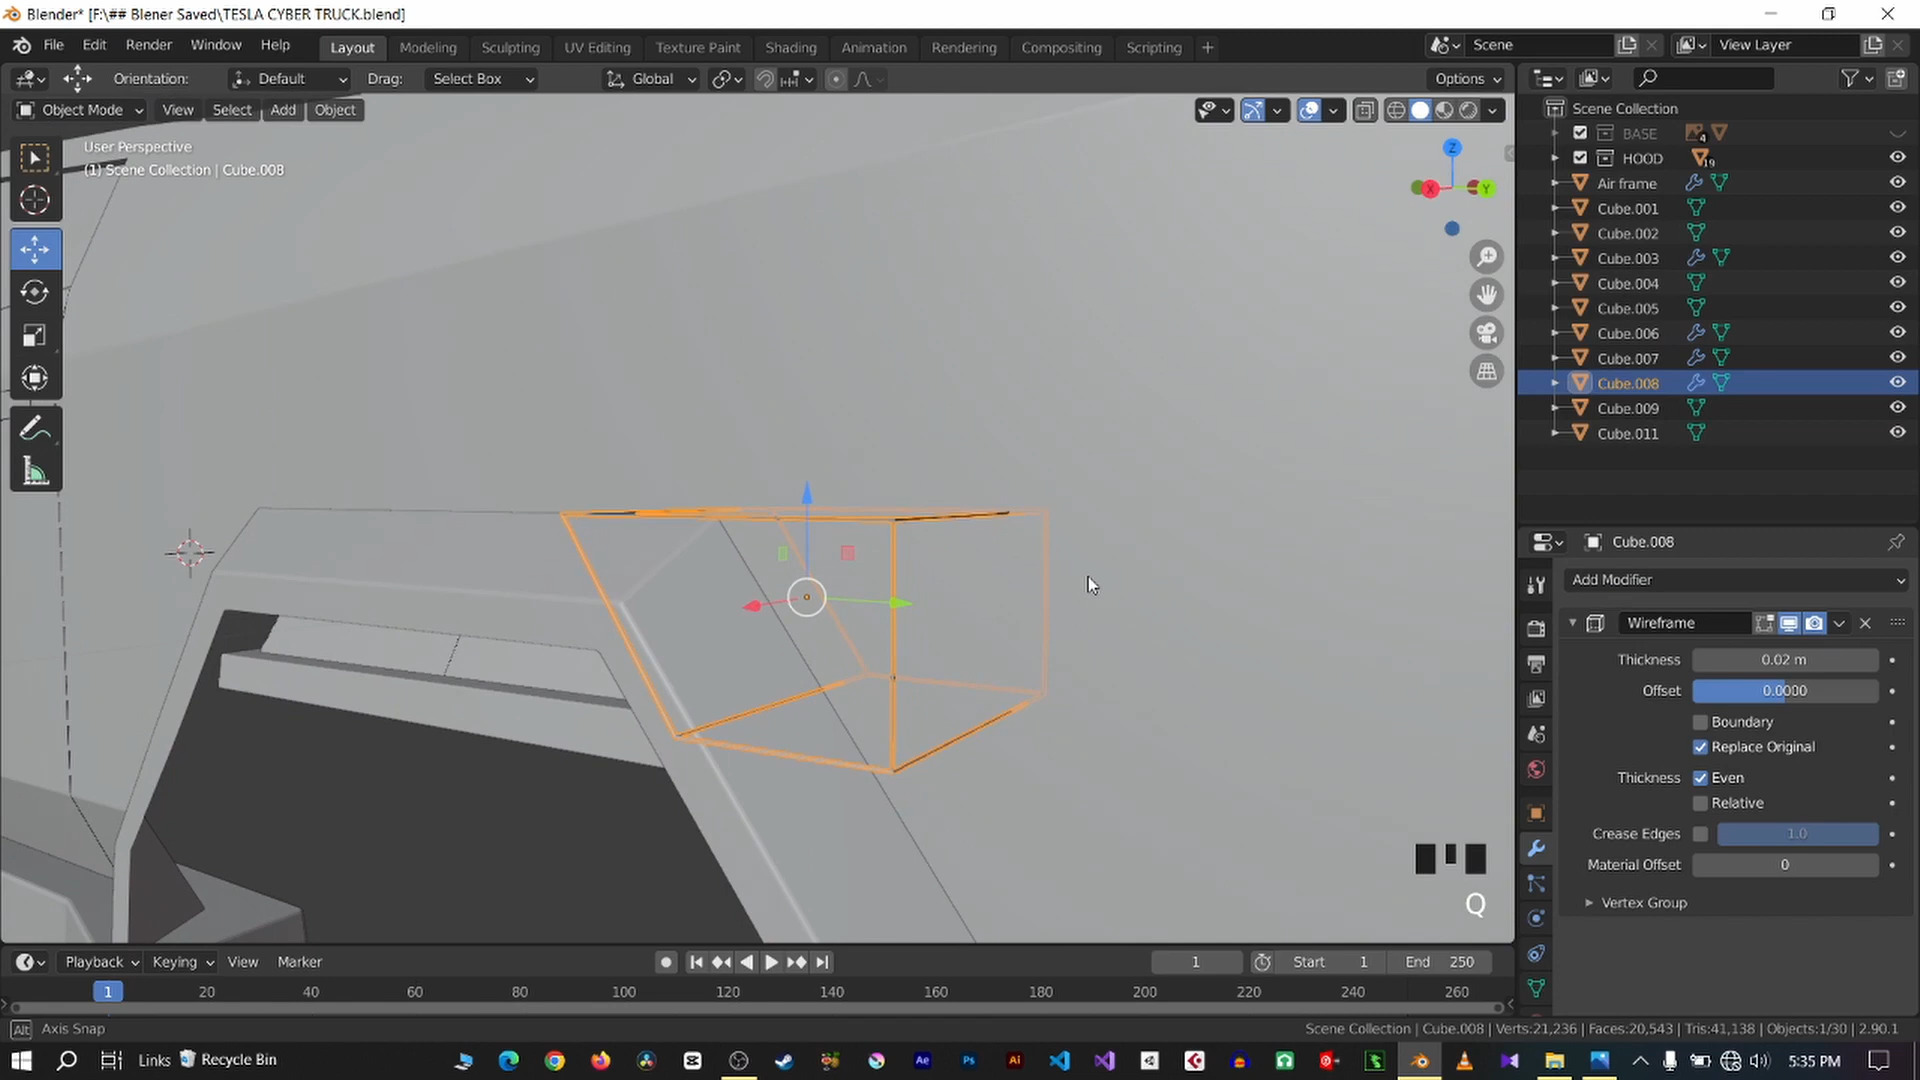 Blender* [F:\## Blener Saved\TESLA CYBER TRUCK.blend]
File Edit Render Window Help Layout Modeling Sculpting UV Editing Texture Paint Shading Animation Rendering Compositing Scripting + Scene View Layer
Orientation: Default Drag: Select Box Global Options
Object Mode View Select Add Object
User Perspective
(1) Scene Collection | Cube.008
Z
X
Y
Scene Collection
BASE 4
HOOD 19
Air frame
Cube.001
Cube.002
Cube.003
Cube.004
Cube.005
Cube.006
Cube.007
Cube.008
Cube.009
Cube.011
Cube.008
Add Modifier
Wireframe
Thickness 0.02 m
Offset 0.0000
Boundary
Replace Original
Thickness Even
Relative
Crease Edges 1.0
Material Offset 0
Vertex Group
Q
Playback Keying View Marker 1 Start 1 End 250
1 20 40 60 80 100 120 140 160 180 200 220 240 260
Alt Axis Snap
Scene Collection | Cube.008 | Verts:21,236 | Faces:20,543 | Tris:41,138 | Objects:1/30 | 2.90.1
Links Recycle Bin Ae Ps Ai 5:35 PM